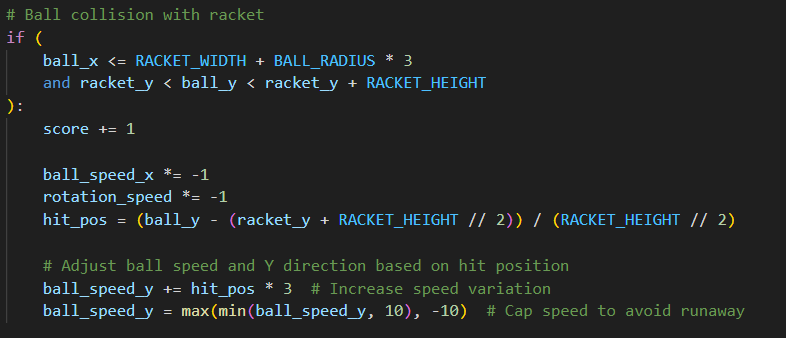 # Ball collision with racket
if (
    ball_x <= RACKET_WIDTH + BALL_RADIUS * 3
    and racket_y < ball_y < racket_y + RACKET_HEIGHT
):
    score += 1

    ball_speed_x *= -1
    rotation_speed *= -1
    hit_pos = (ball_y - (racket_y + RACKET_HEIGHT // 2)) / (RACKET_HEIGHT // 2)

    # Adjust ball speed and Y direction based on hit position
    ball_speed_y += hit_pos * 3  # Increase speed variation
    ball_speed_y = max(min(ball_speed_y, 10), -10)  # Cap speed to avoid runaway